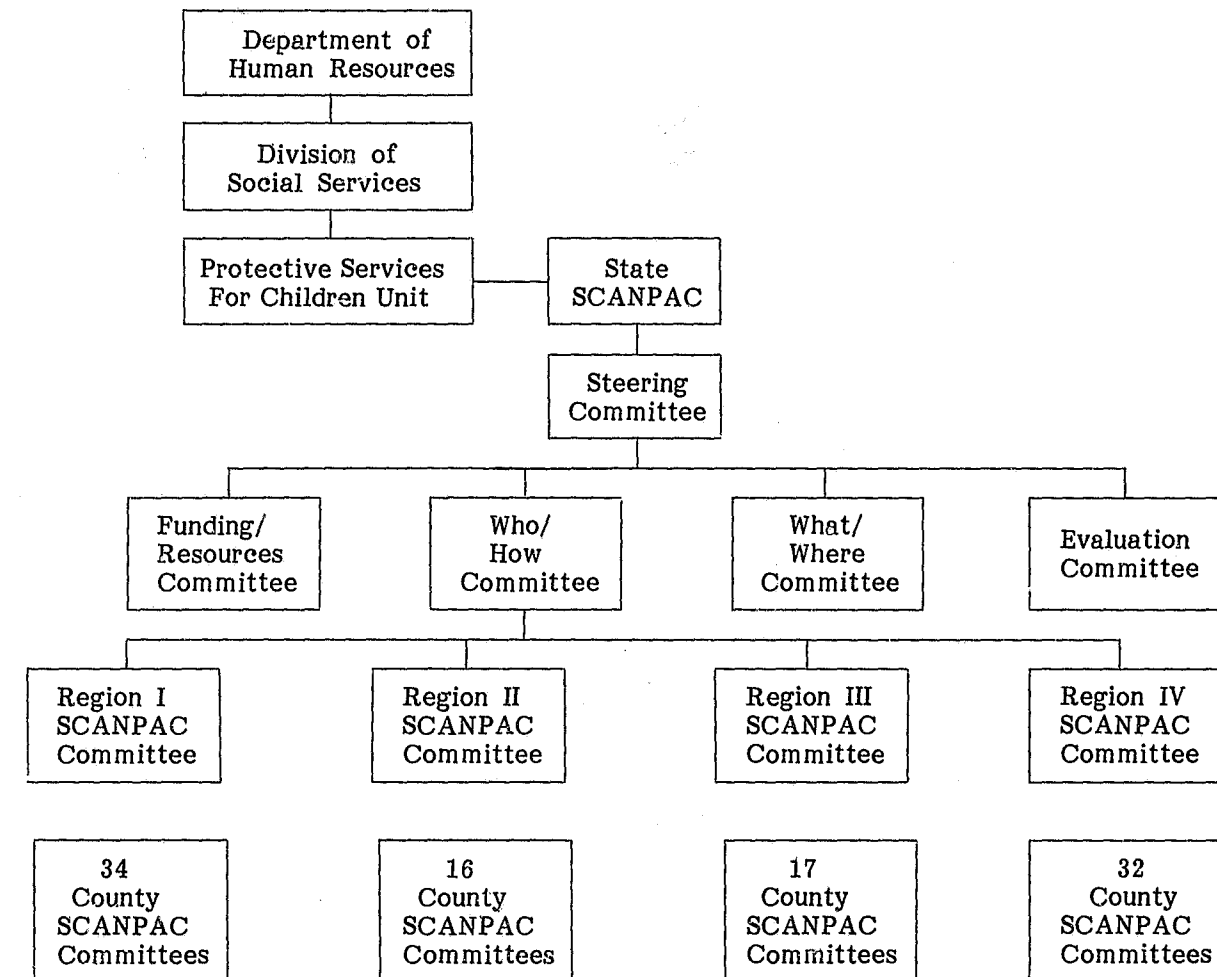 Department of
Human Resources
Division of
Social Services
Protective Services
For Children Unit
State
SCANPAC
Steering
Committee
Funding/
Resources
Committee
Who/
How
Committee
What/
Where
Committee
Evaluation
Committee
Region I
SCANPAC
Committee
Region II
SCANPAC
Committee
Region III
SCANPAC
Committee
Region IV
SCANPAC
Committee
34
County
SCANPAC
Committees
16
County
SCANPAC
Committees
17
County
SCANPAC
Committees
32
County
SCANPAC
Committees